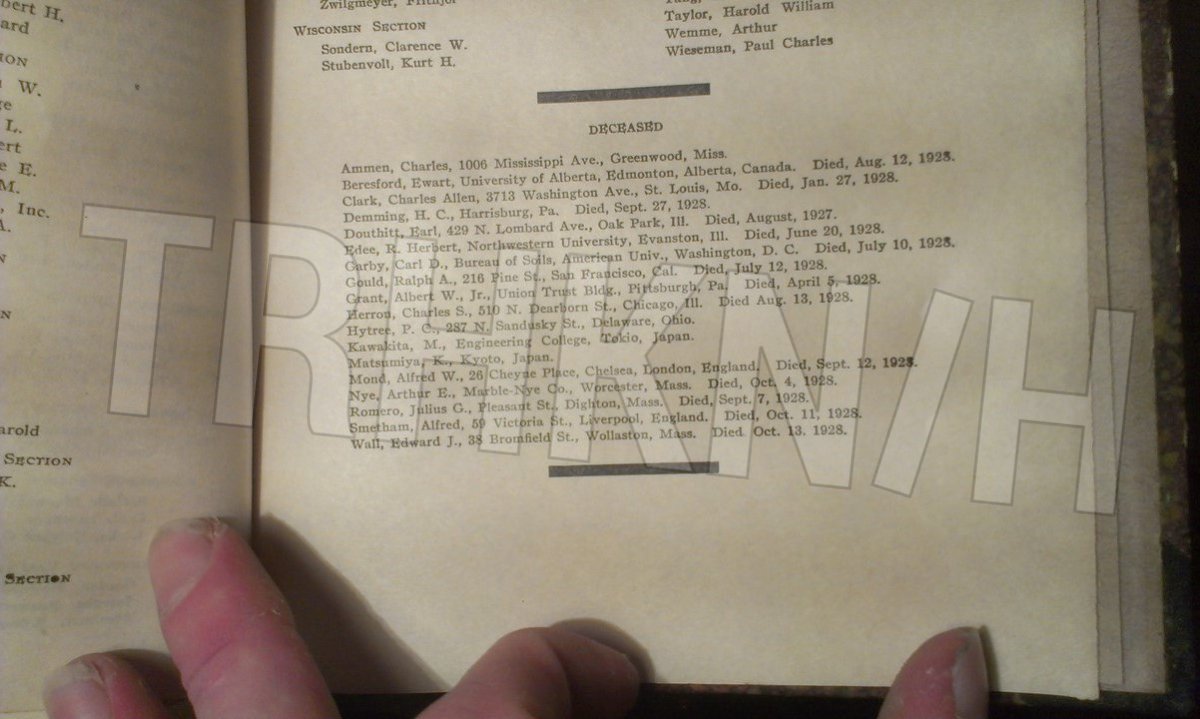 bert H.
ard
ION
W.
ge
L.
ert
e E.
M.
, Inc.
A.
N
N
arold
SECTION
K.
SECTION
Zwilgmeyer, Frithjof
WISCONSIN SECTION
Sondern, Clarence W.
Stubenvoll, Kurt H.
Taylor, Harold William
Wemme, Arthur
Wieseman, Paul Charles
DECEASED
Ammen, Charles, 1006 Mississippi Ave., Greenwood, Miss.
Beresford, Ewart, University of Alberta, Edmonton, Alberta, Canada. Died, Aug. 12, 1928.
Clark, Charles Allen, 3713 Washington Ave., St. Louis, Mo. Died, Jan. 27, 1928.
Demming, H. C., Harrisburg, Pa. Died, Sept. 27, 1928.
Douthitt, Earl, 429 N. Lombard Ave., Oak Park, Ill. Died, August, 1927.
Edee, R. Herbert, Northwestern University, Evanston, Ill. Died, June 20, 1928.
Garby, Carl D., Bureau of Soils, American Univ., Washington, D. C. Died, July 10, 1928.
Gould, Ralph A., 216 Pine St., San Francisco, Cal. Died, July 12, 1928.
Grant, Albert W., Jr., Union Trust Bldg., Pittsburgh, Pa. Died, April 5, 1928.
Herron, Charles S., 510 N. Dearborn St., Chicago, Ill. Died Aug. 13, 1928.
Hytree, P. C., 287 N. Sandusky St., Delaware, Ohio.
Kawakita, M., Engineering College, Tokio, Japan.
Matsumiya, K., Kyoto, Japan.
Mond, Alfred W., 26 Cheyne Place, Chelsea, London, England. Died, Sept. 12, 1928.
Nye, Arthur E., Marble-Nye Co., Worcester, Mass. Died, Oct. 4, 1928.
Romero, Julius G., Pleasant St., Dighton, Mass. Died, Sept. 7, 1928.
Smetham, Alfred, 59 Victoria St., Liverpool, England. Died, Oct. 11, 1928.
Wall, Edward J., 38 Bromfield St., Wollaston, Mass. Died Oct. 13. 1928.